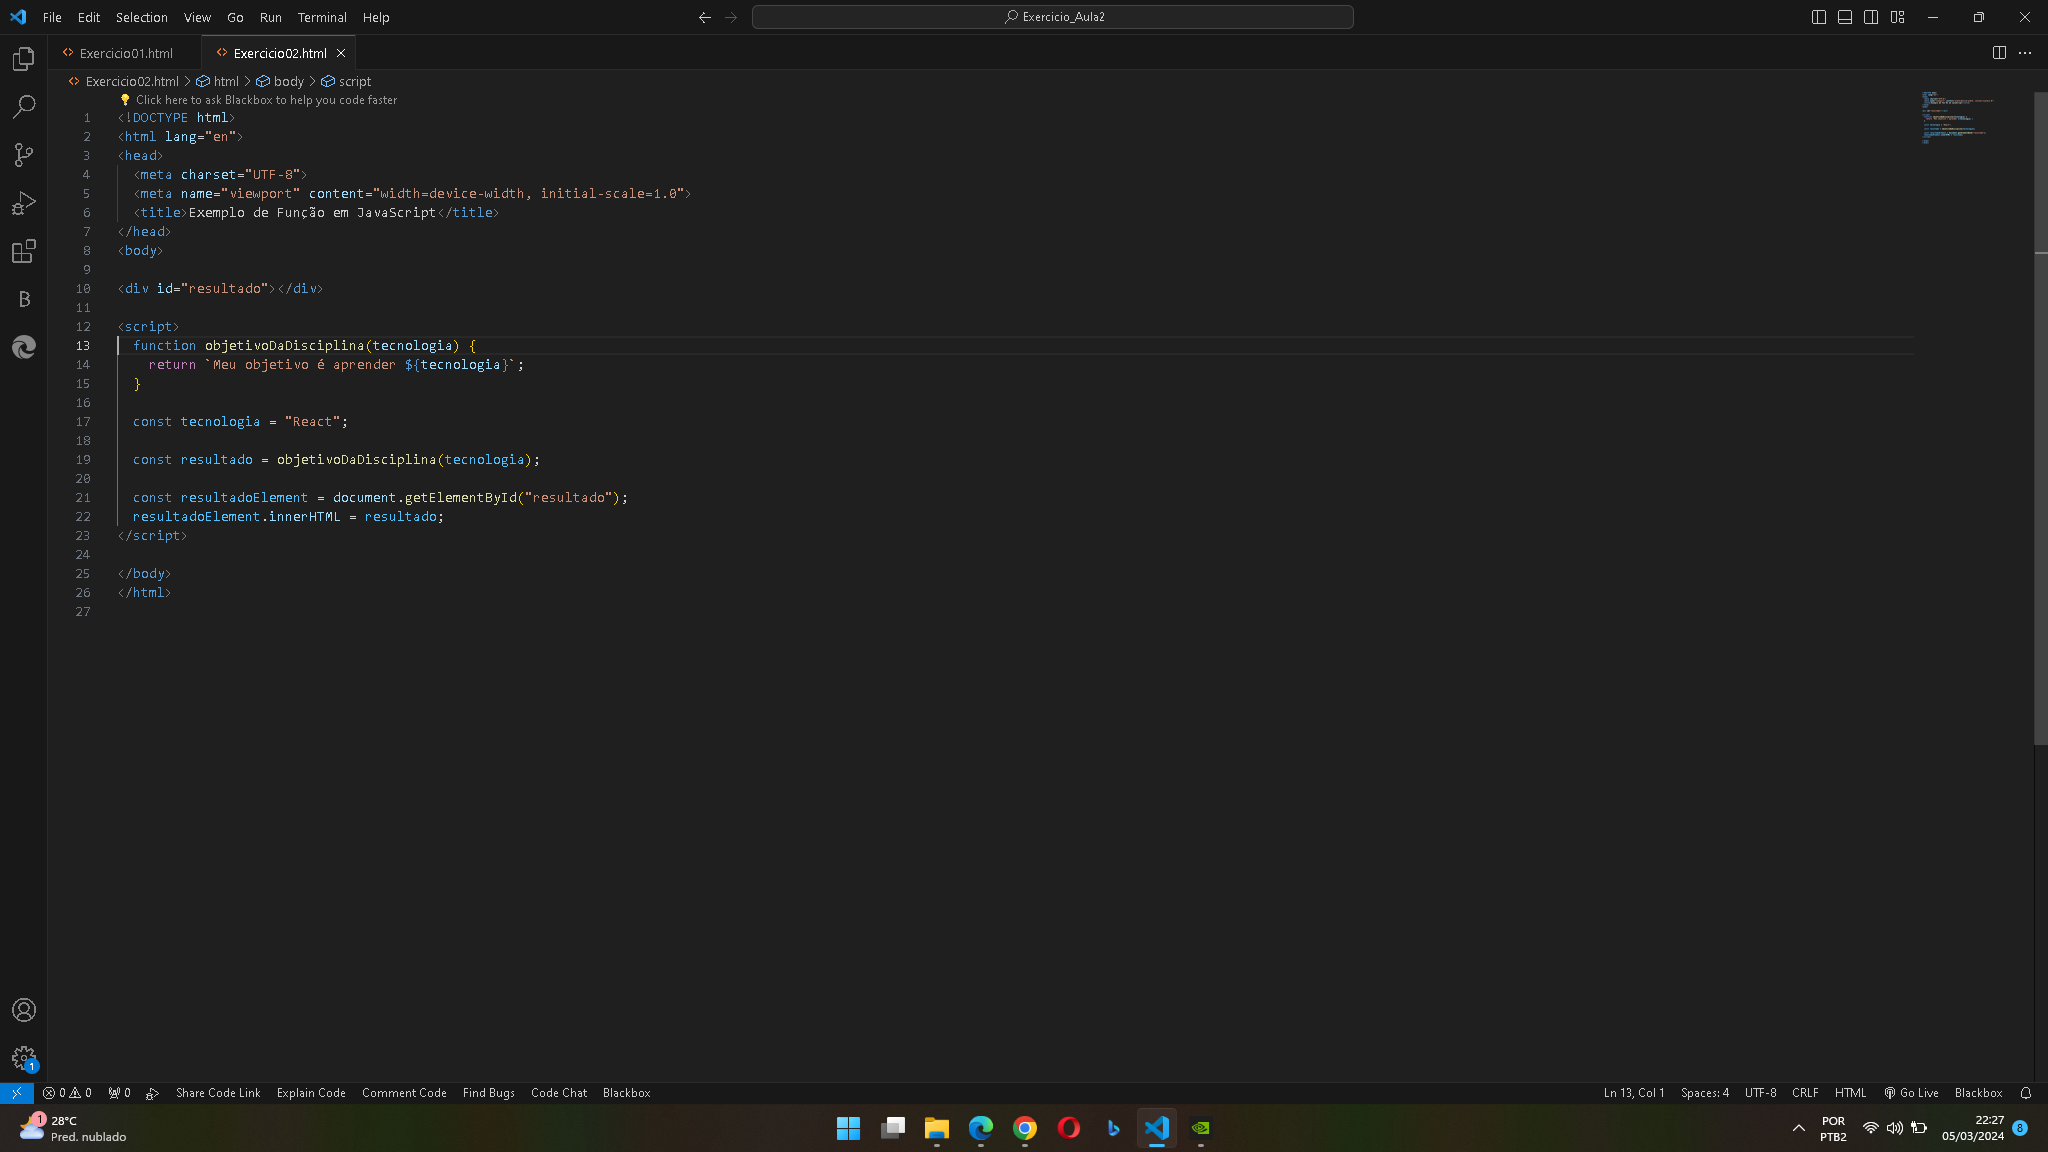 File Edit Selection View Go Run Terminal Help
Exercicio_Aula2
Exercicio01.html
Exercicio02.html
Exercicio02.html > html > body > script
Click here to ask Blackbox to help you code faster
1 <!DOCTYPE html>
2 <html lang="en">
3 <head>
4 <meta charset="UTF-8">
5 <meta name="viewport" content="width=device-width, initial-scale=1.0">
6 <title>Exemplo de Função em JavaScript</title>
7 </head>
8 <body>
9
10 <div id="resultado"></div>
11
12 <script>
13 function objetivoDaDisciplina(tecnologia) {
14 return `Meu objetivo é aprender ${tecnologia}`;
15 }
16
17 const tecnologia = "React";
18
19 const resultado = objetivoDaDisciplina(tecnologia);
20
21 const resultadoElement = document.getElementById("resultado");
22 resultadoElement.innerHTML = resultado;
23 </script>
24
25 </body>
26 </html>
27
B
1
0 0 0 Share Code Link Explain Code Comment Code Find Bugs Code Chat Blackbox Ln 13, Col 1 Spaces: 4 UTF-8 CRLF HTML Go Live Blackbox
1 28°C
Pred. nublado
POR
PTB2
22:27
05/03/2024
8